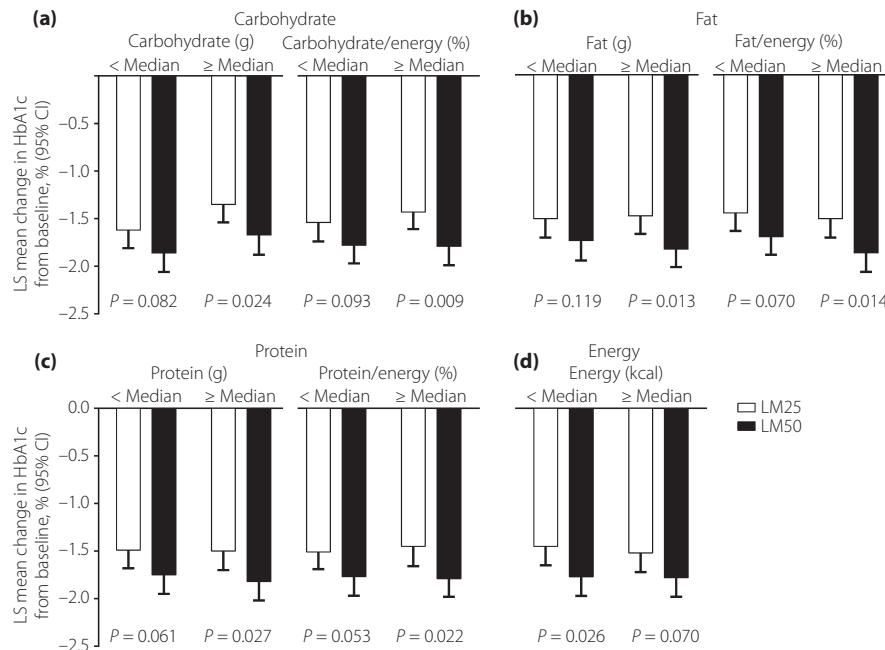 (a)
Carbohydrate
Carbohydrate (g) Carbohydrate/energy (%)
< Median ≥ Median < Median ≥ Median
−0.5
−1.0
−1.5
−2.0
−2.5
LS mean change in HbA1c
from baseline, % (95% CI)
P = 0.082 P = 0.024 P = 0.093 P = 0.009
(b)
Fat
Fat (g) Fat/energy (%)
< Median ≥ Median < Median ≥ Median
P = 0.119 P = 0.013 P = 0.070 P = 0.014
(c)
Protein
Protein (g) Protein/energy (%)
< Median ≥ Median < Median ≥ Median
0.0
−0.5
−1.0
−1.5
−2.0
−2.5
LS mean change in HbA1c
from baseline, % (95% CI)
P = 0.061 P = 0.027 P = 0.053 P = 0.022
(d)
Energy
Energy (kcal)
< Median ≥ Median
P = 0.026 P = 0.070
LM25
LM50